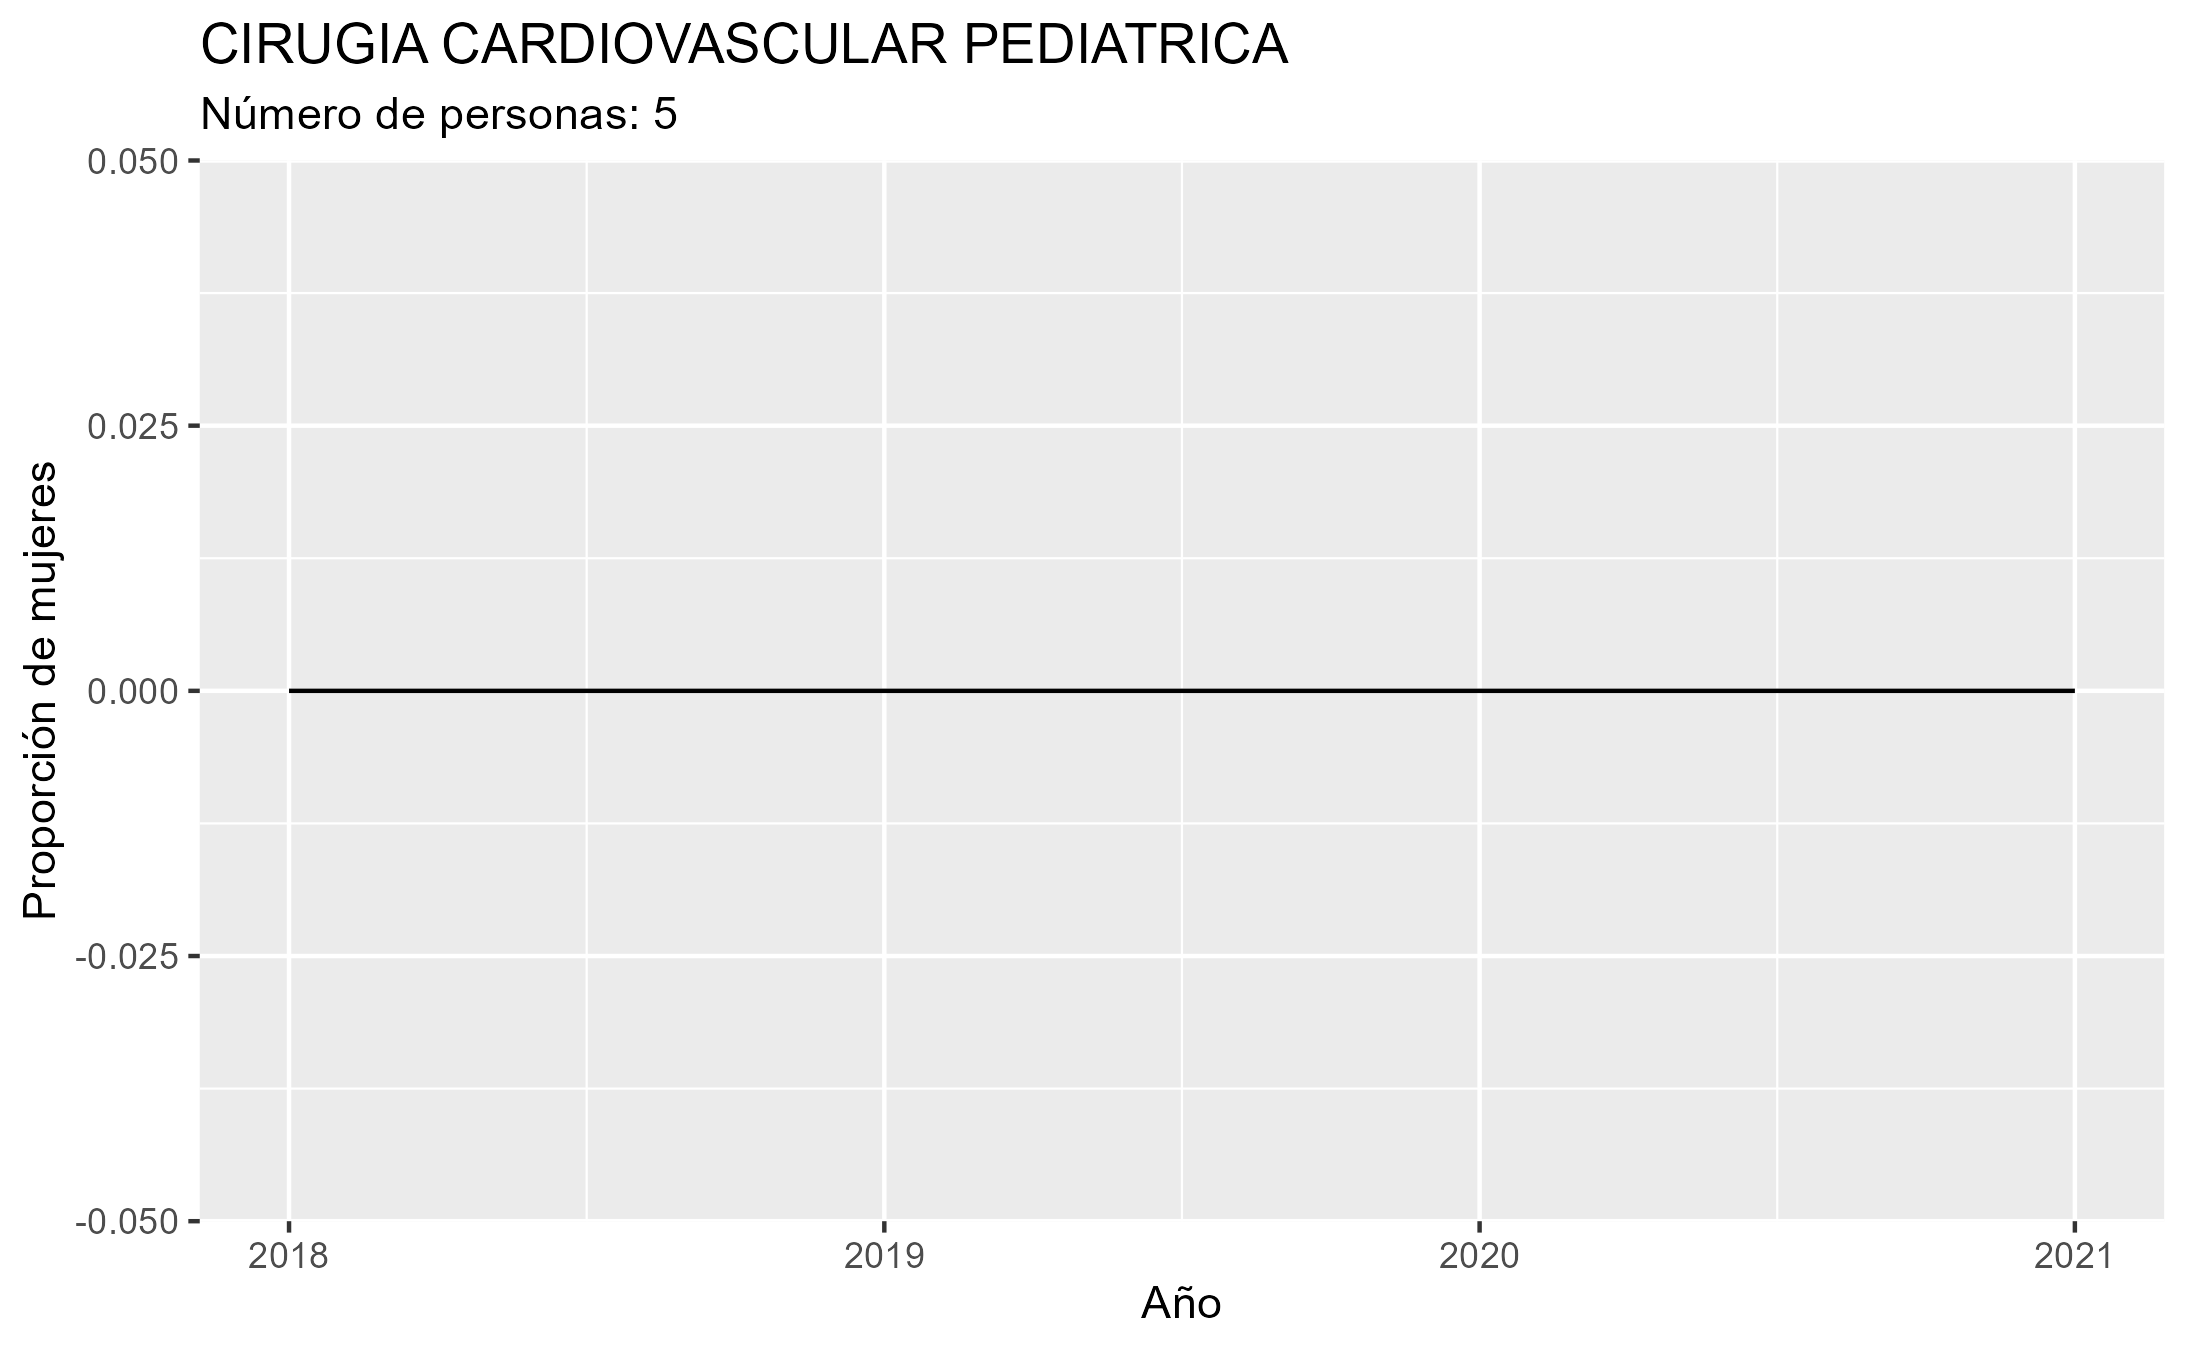 CIRUGIA CARDIOVASCULAR PEDIATRICA
Número de personas: 5
0.050
0.025
0.000
-0.025
-0.050
Proporción de mujeres
2018 2019 2020 2021
Año